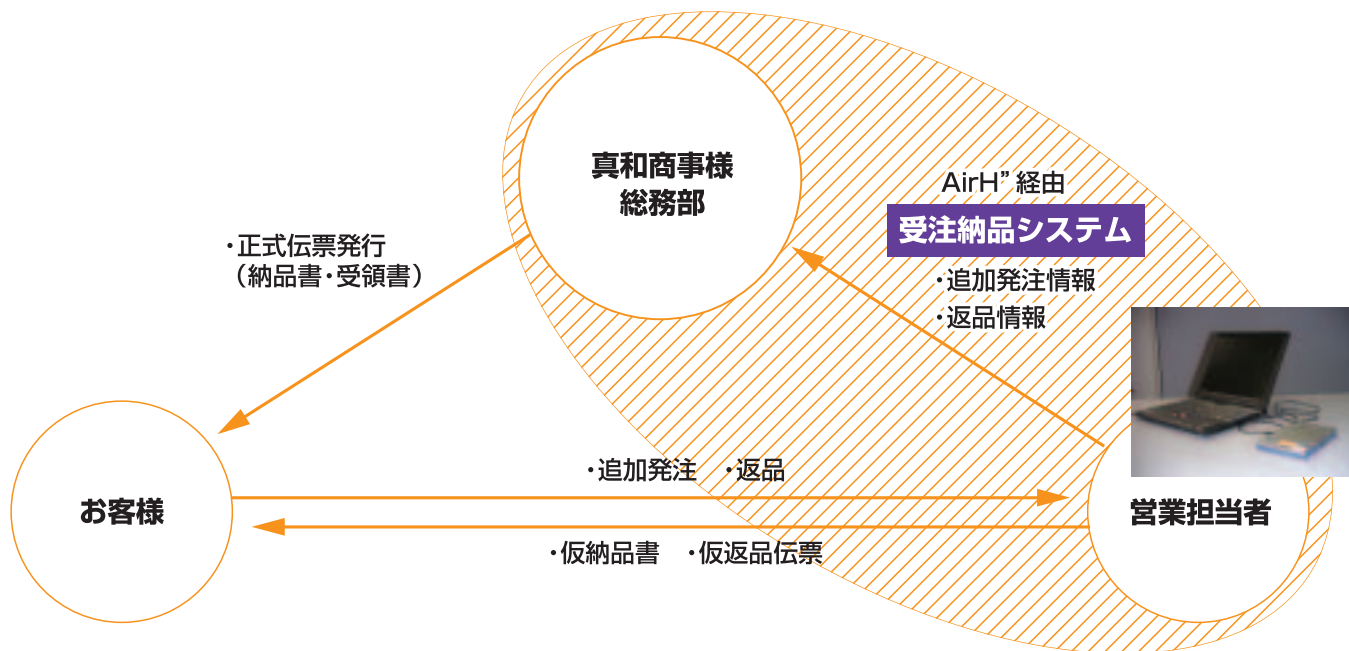 真和商事様
総務部
AirH” 経由
受注納品システム
・追加発注情報
・返品情報
・正式伝票発行
（納品書・受領書）
・追加発注　・返品
お客様
営業担当者
・仮納品書　・仮返品伝票